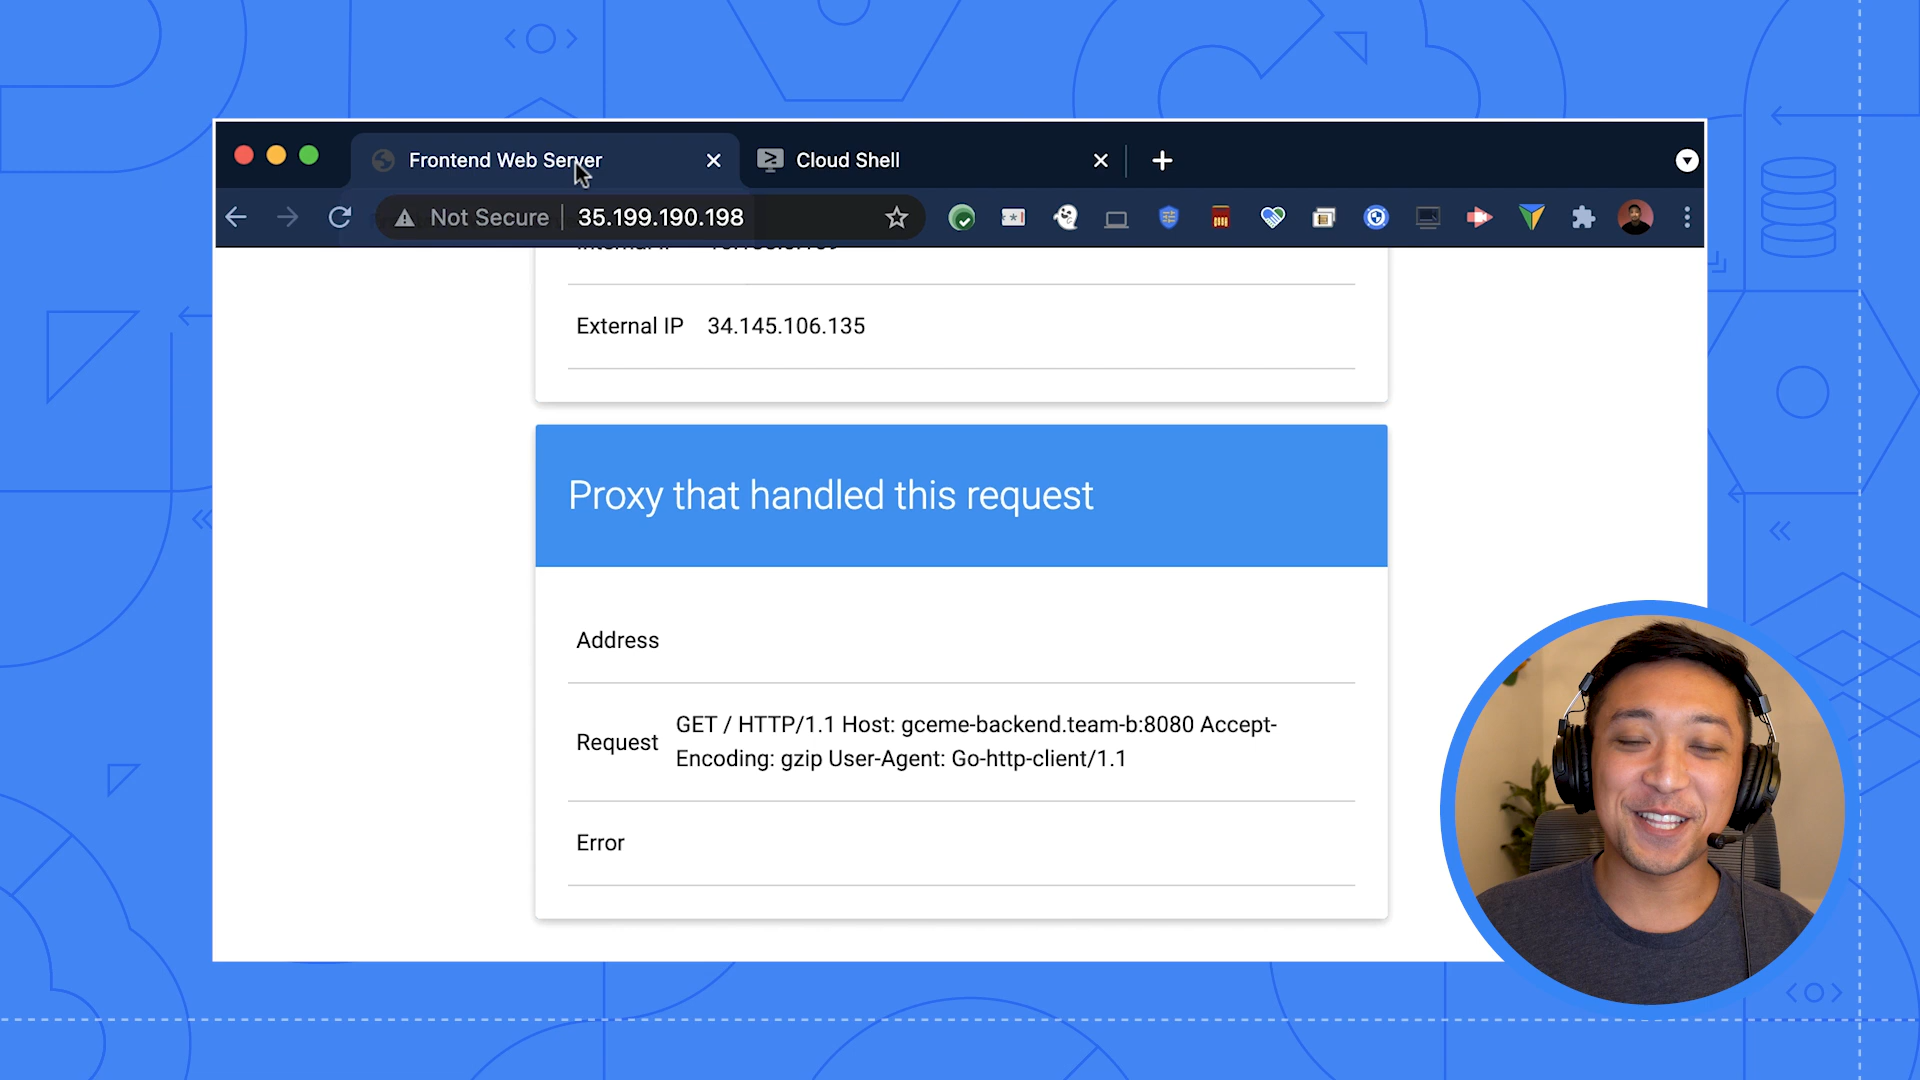 Frontend Web Server
Cloud Shell
Not Secure
35.199.190.198
External IP 34.145.106.135
Proxy that handled this request
Address
Request
GET / HTTP/1.1 Host: gceme-backend.team-b:8080 Accept-
Encoding: gzip User-Agent: Go-http-client/1.1
Error